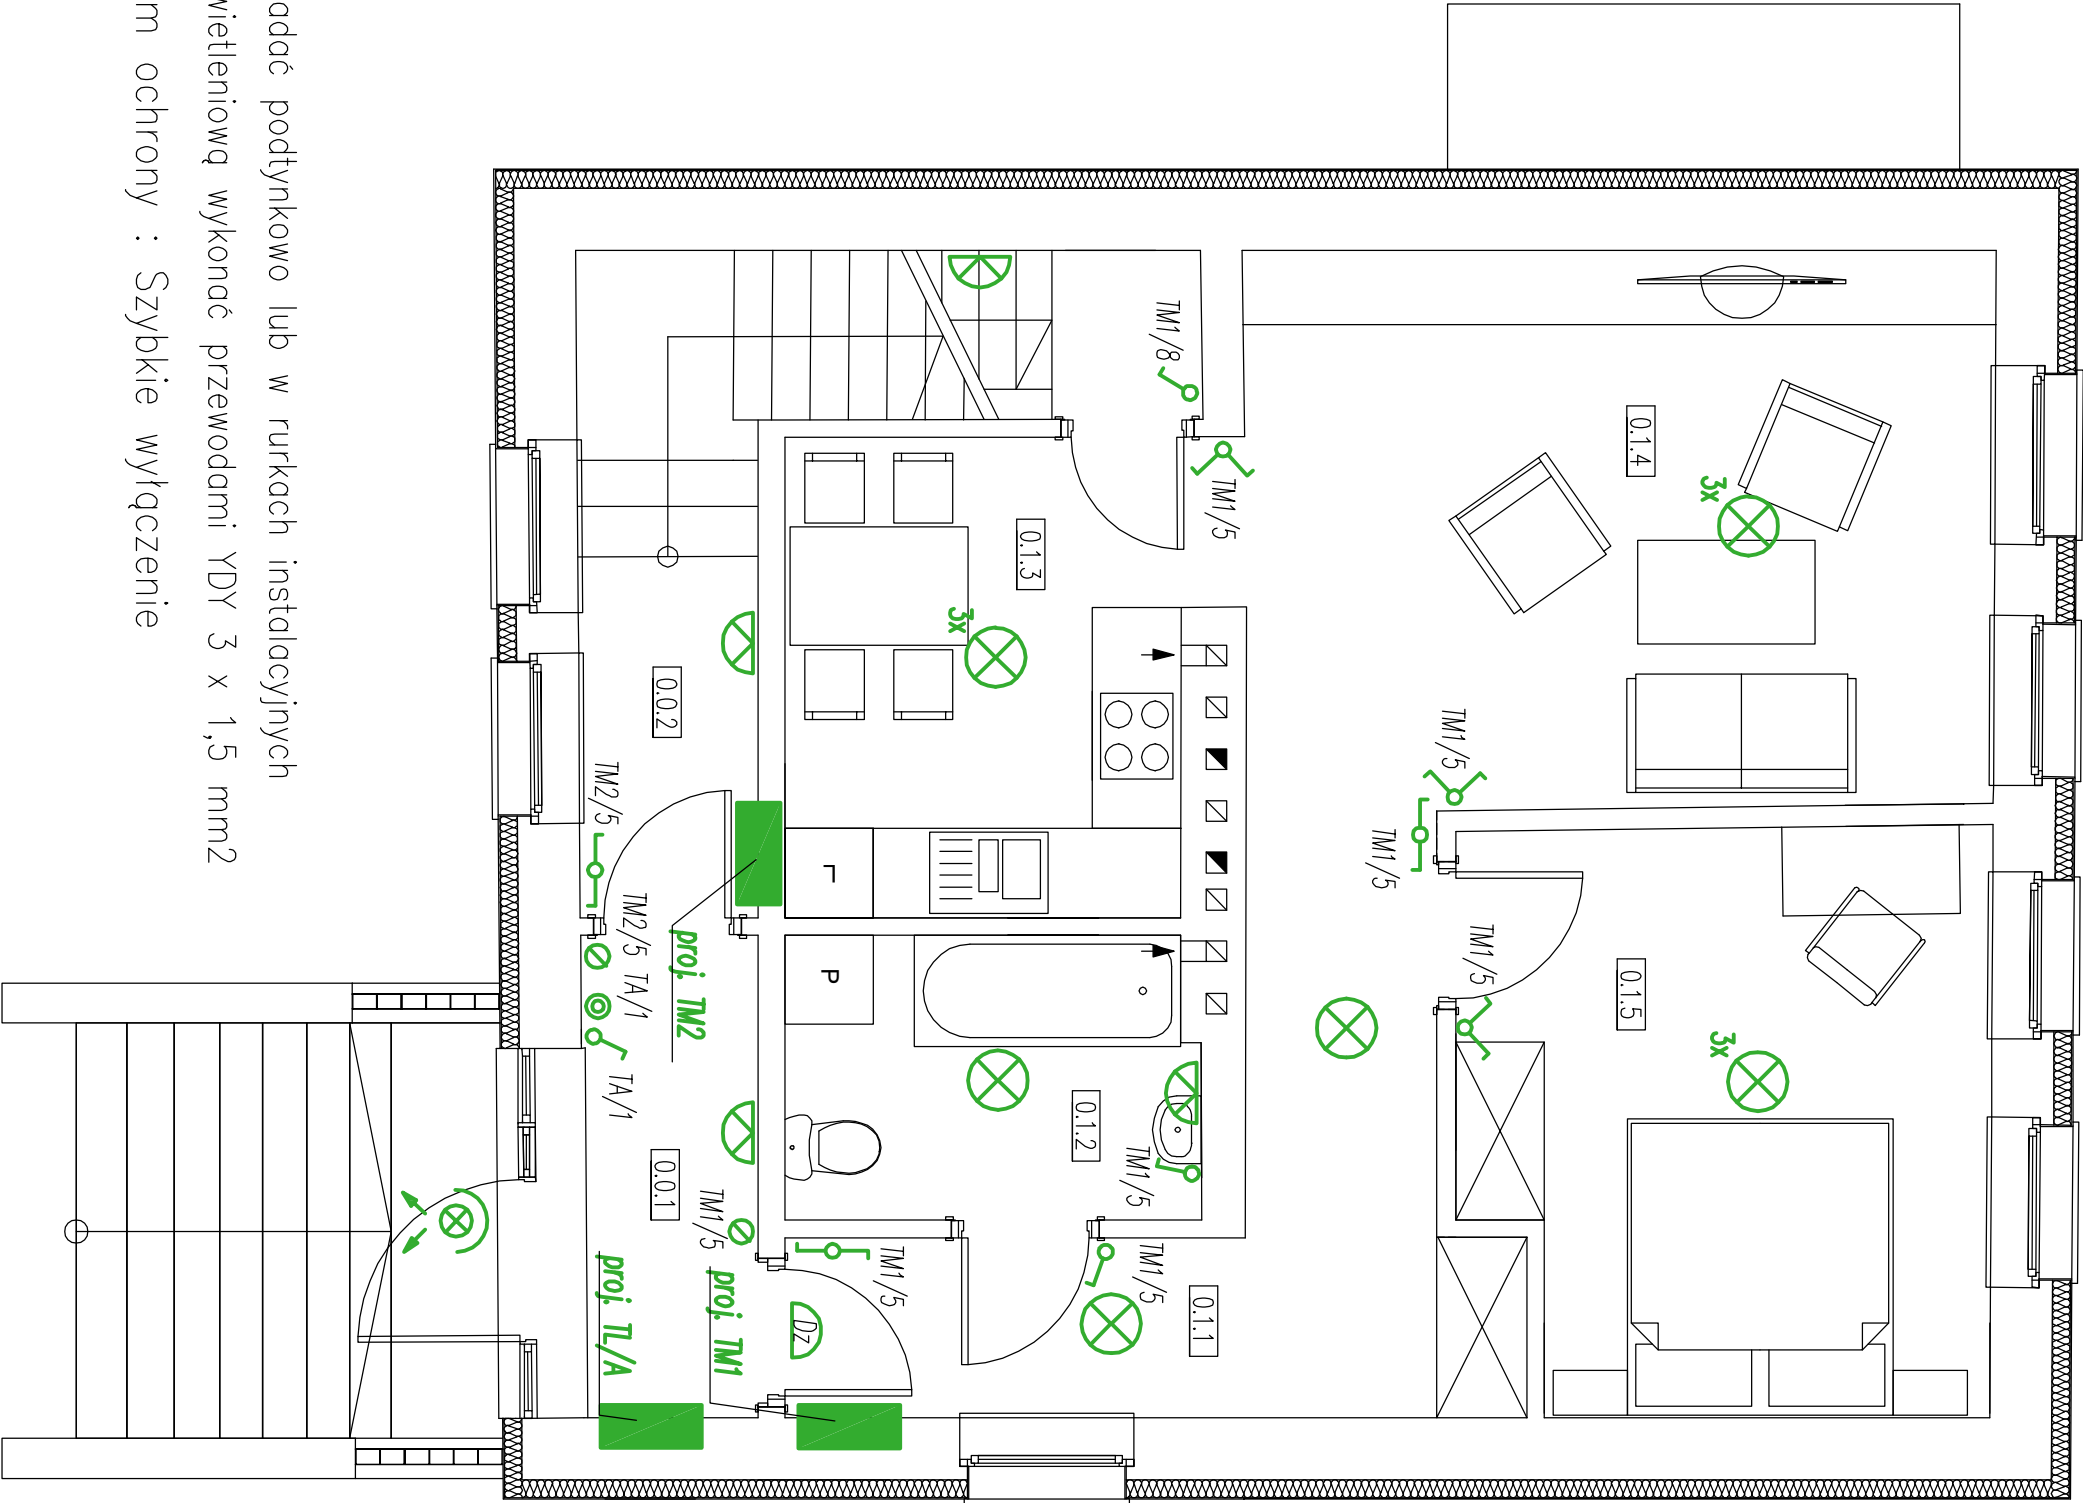 adać podtynkowo lub w rurkach instalacyjnych
wietleniową wykonać przewodami YDY 3 x 1,5 mm2
m ochrony : Szybkie wyłączenie
0.1.4
3x
TM1/8
TM1/5
0.1.3
3x
0.0.2
TM1/5
TM1/5
TM2/5
L
TM2/5 TA/1
proj. TM2
P
TM1/5
0.1.5
3x
TA/1
0.1.2
0.0.1
TM1/5
TM1/5
TM1/5
TM1/5
0.1.1
Dz
proj. TL/A
proj. TM1